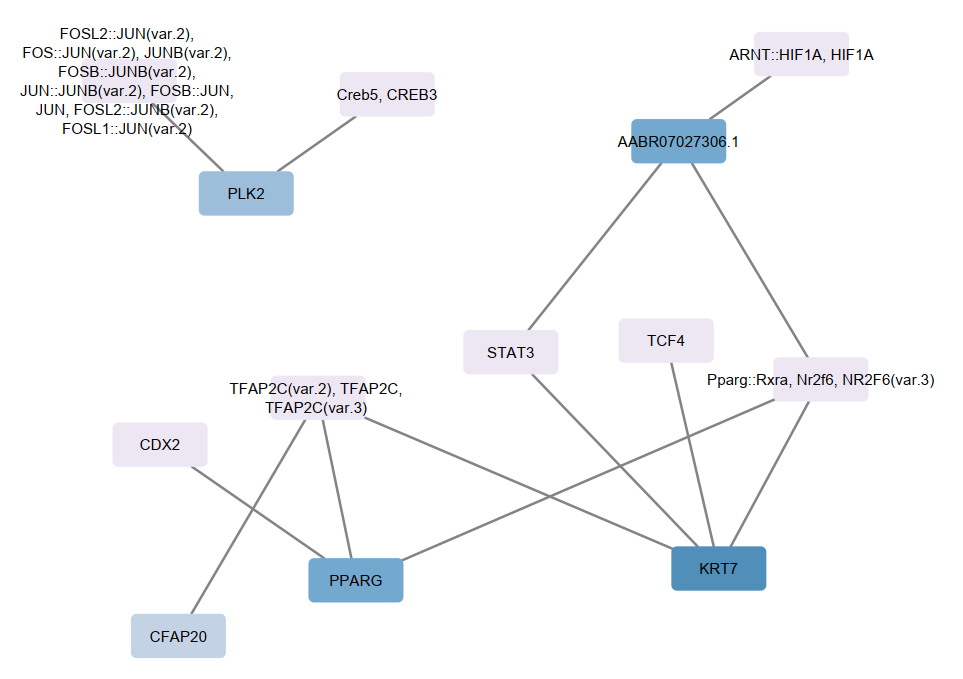 FOSL2::JUN(var.2),
FOS::JUN(var.2), JUNB(var.2),
FOSB::JUNB(var.2),
JUN::JUNB(var.2), FOSB::JUN,
JUN, FOSL2::JUNB(var.2),
FOSL1::JUN(var.2)
Creb5, CREB3
ARNT::HIF1A, HIF1A
AABR07027306.1
PLK2
STAT3
TCF4
Pparg::Rxra, Nr2f6, NR2F6(var.3)
TFAP2C(var.2), TFAP2C,
TFAP2C(var.3)
CDX2
PPARG
KRT7
CFAP20